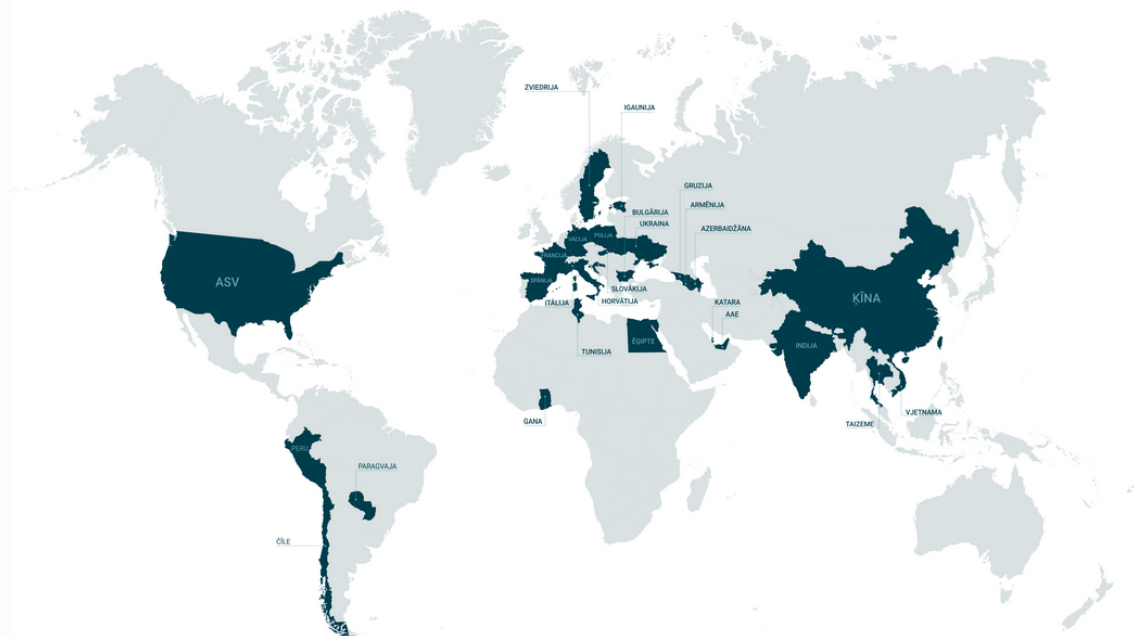 ZVIEDRIJA
IGAUNIJA
GRUZIJA
ARMĒNIJA
BULGĀRIJA
UKRAINA
AZERBAIDŽĀNA
POLIJA
VĀCIJA
FRANCIJA
SPĀNIJA
ASV
SLOVĀKIJA
HORVĀTIJA
ITĀLIJA
KATARA
AAE
ĶĪNA
ĒĢIPTE
INDIJA
TUNISIJA
VJETNAMA
GANA
TAIZEME
PERU
PARAGVAJA
ČĪLE